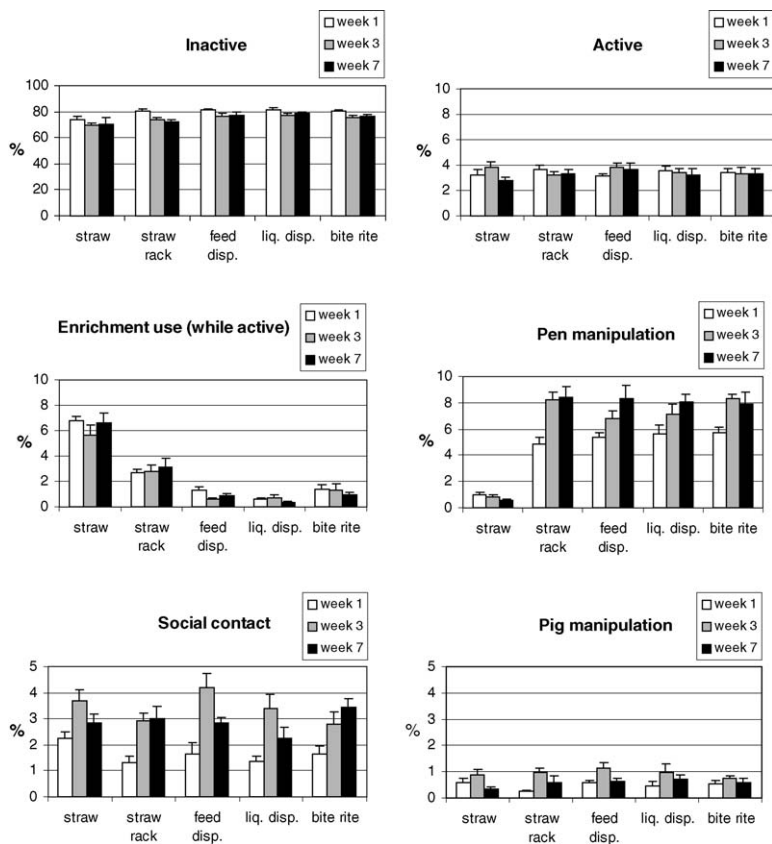 Inactive
week 1
week 3
week 7
%
100
80
60
40
20
0
straw
straw rack
feed disp.
liq. disp.
bite rite
Active
week 1
week 3
week 7
%
10
8
6
4
2
0
straw
straw rack
feed disp.
liq. disp.
bite rite
Enrichment use (while active)
week 1
week 3
week 7
%
10
8
6
4
2
0
straw
straw rack
feed disp.
liq. disp.
bite rite
Pen manipulation
week 1
week 3
week 7
%
10
8
6
4
2
0
straw
straw rack
feed disp.
liq. disp.
bite rite
Social contact
week 1
week 3
week 7
%
5
4
3
2
1
0
straw
straw rack
feed disp.
liq. disp.
bite rite
Pig manipulation
week 1
week 3
week 7
%
5
4
3
2
1
0
straw
straw rack
feed disp.
liq. disp.
bite rite